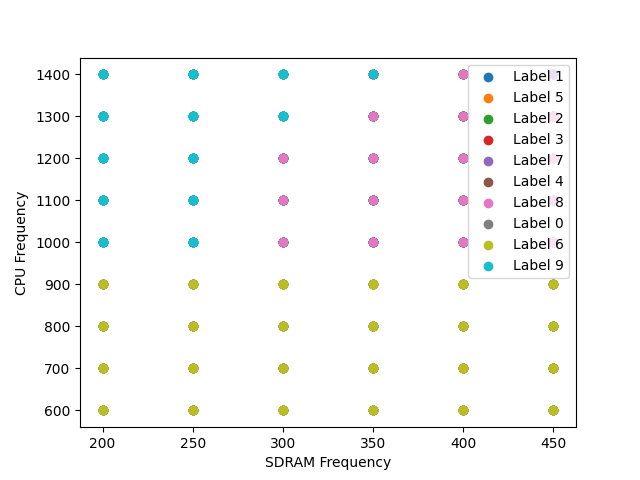 1400
1300
1200
1100
1000
900
800
700
600
CPU Frequency
200 250 300 350 400 450
SDRAM Frequency
Label 1
Label 5
Label 2
Label 3
Label 7
Label 4
Label 8
Label 0
Label 6
Label 9